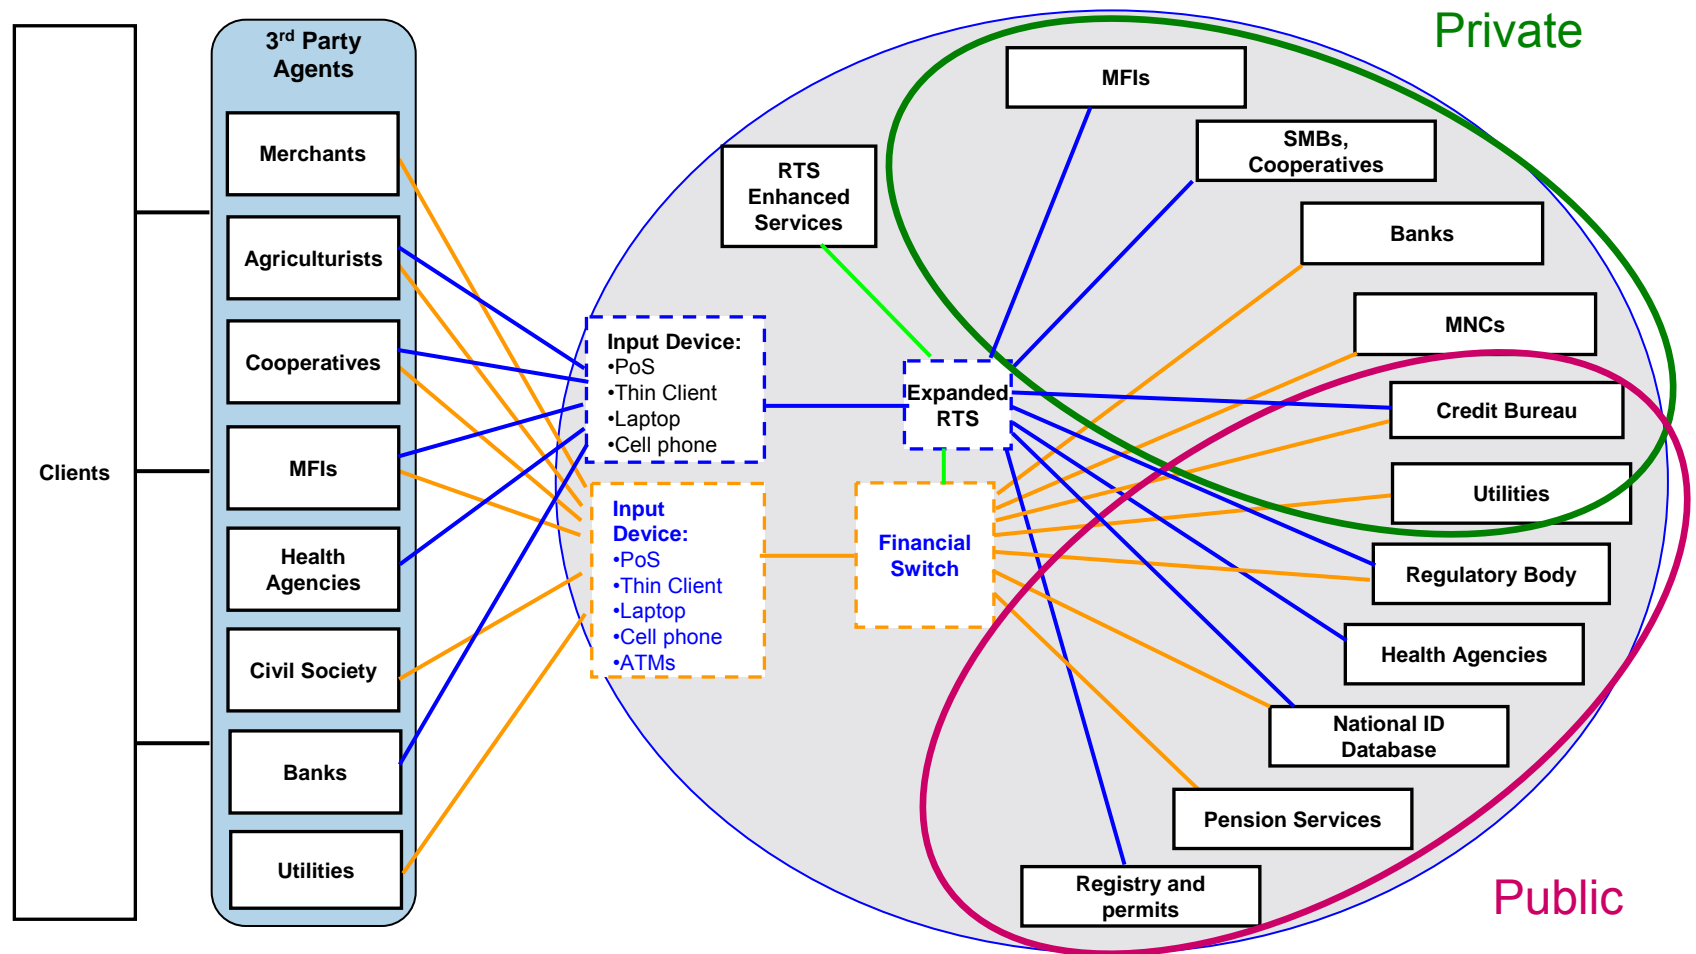 Clients
3rd Party
Agents
Merchants
Agriculturists
Cooperatives
MFIs
Health
Agencies
Civil Society
Banks
Utilities
RTS
Enhanced
Services
Input Device:
•PoS
•Thin Client
•Laptop
•Cell phone
Input
Device:
•PoS
•Thin Client
•Laptop
•Cell phone
•ATMs
Expanded
RTS
Financial
Switch
Private
MFIs
SMBs,
Cooperatives
Banks
MNCs
Credit Bureau
Utilities
Regulatory Body
Health Agencies
National ID
Database
Pension Services
Registry and
permits
Public